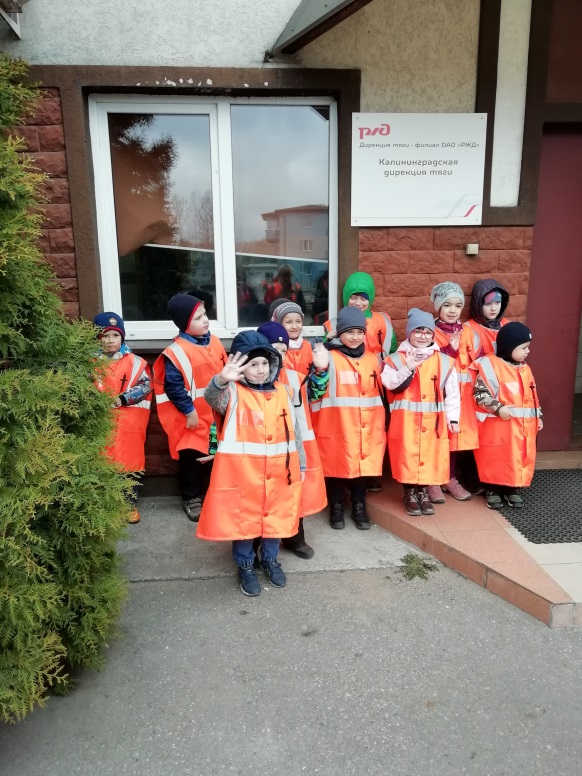 ржд
Дирекция тяги - филиал ОАО «РЖД»
Калининградская
дирекция тяги